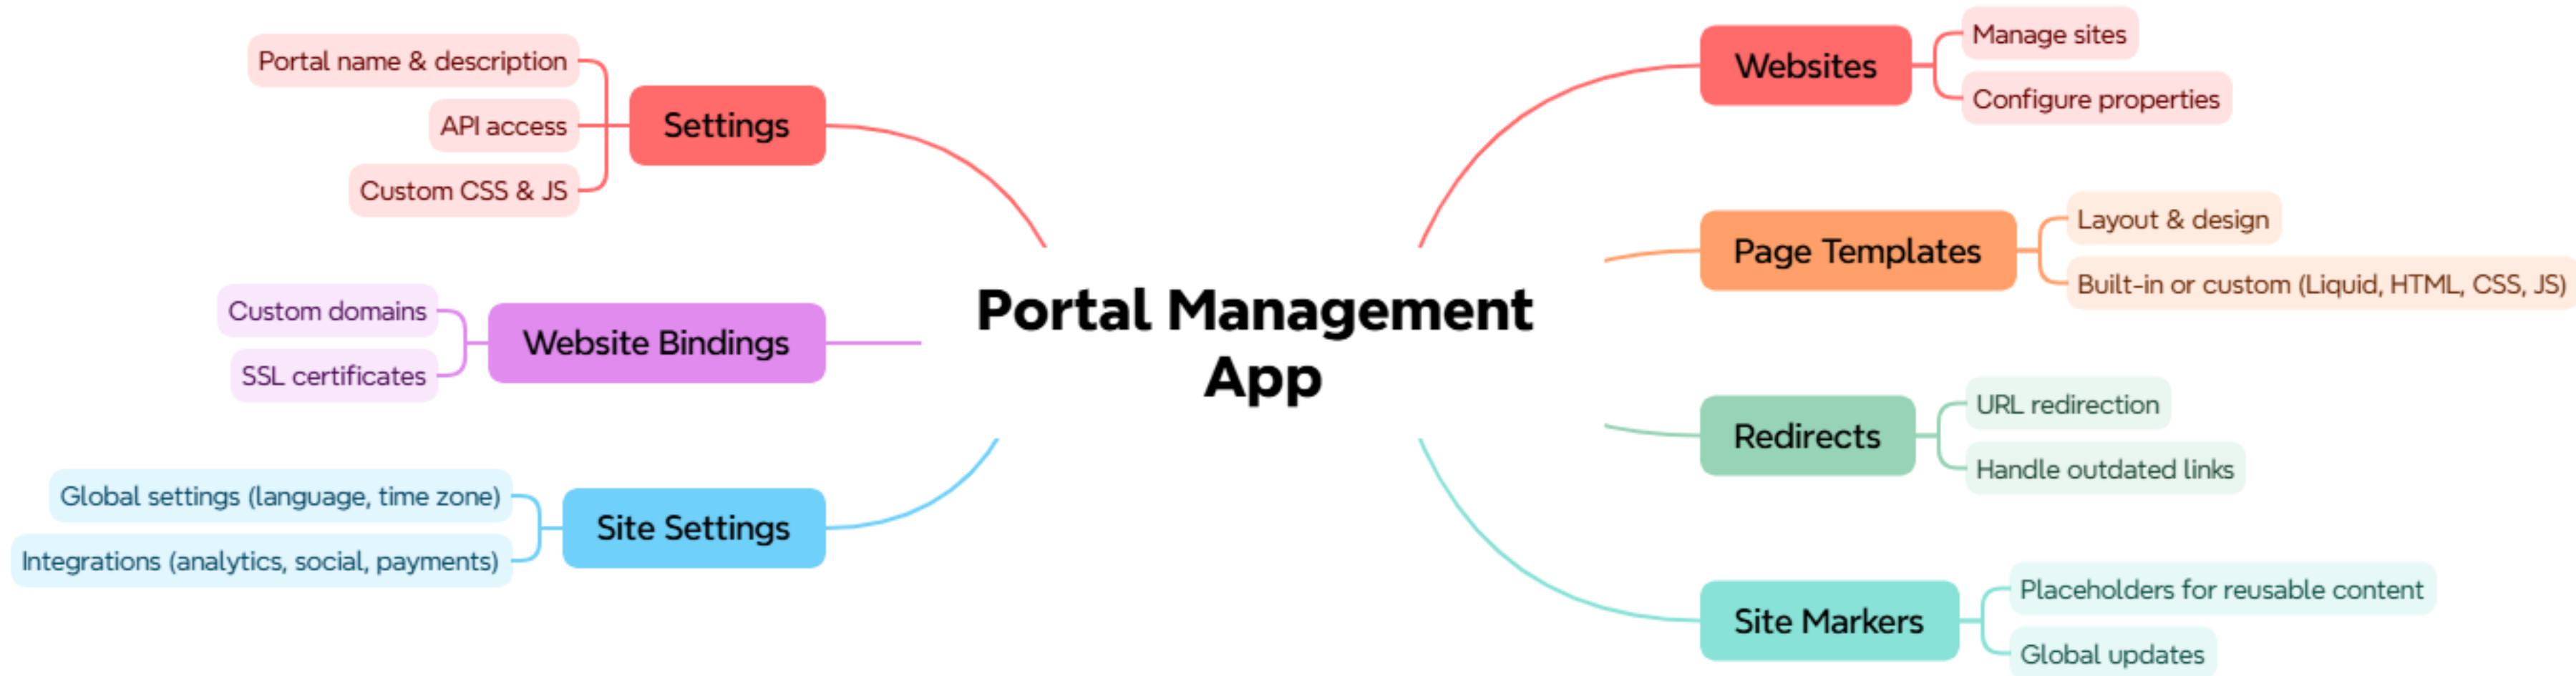 Portal Management
App
Settings
Portal name & description
API access
Custom CSS & JS
Website Bindings
Custom domains
SSL certificates
Site Settings
Global settings (language, time zone)
Integrations (analytics, social, payments)
Websites
Manage sites
Configure properties
Page Templates
Layout & design
Built-in or custom (Liquid, HTML, CSS, JS)
Redirects
URL redirection
Handle outdated links
Site Markers
Placeholders for reusable content
Global updates